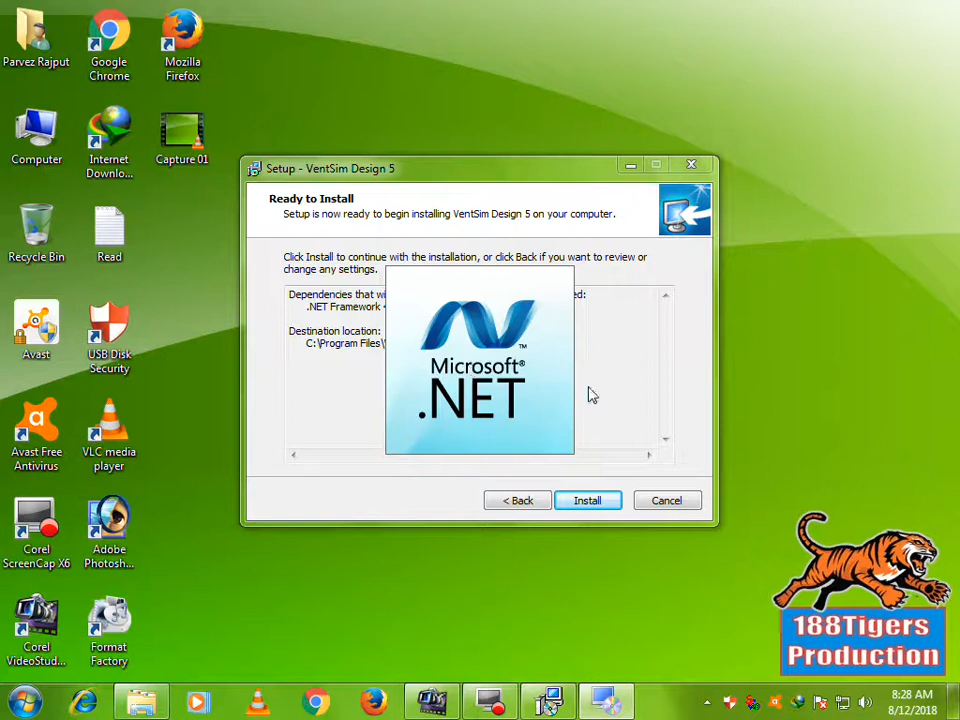 Parvez Rajput
Google
Chrome
Mozilla
Firefox
Computer
Internet
Downlo...
Capture 01
Recycle Bin
Read
Avast
USB Disk
Security
Avast Free
Antivirus
VLC media
player
Corel
ScreenCap X6
Adobe
Photosh...
Corel
VideoStud...
Format
Factory
Setup - VentSim Design 5
Ready to Install
Setup is now ready to begin installing VentSim Design 5 on your computer.
Click Install to continue with the installation, or click Back if you want to review or
change any settings.
Dependencies that
.NET Framework
Destination location:
C:\Program Files\
Microsoft®
.NET
TM
< Back
Install
Cancel
188Tigers
Production
8:28 AM
8/12/2018